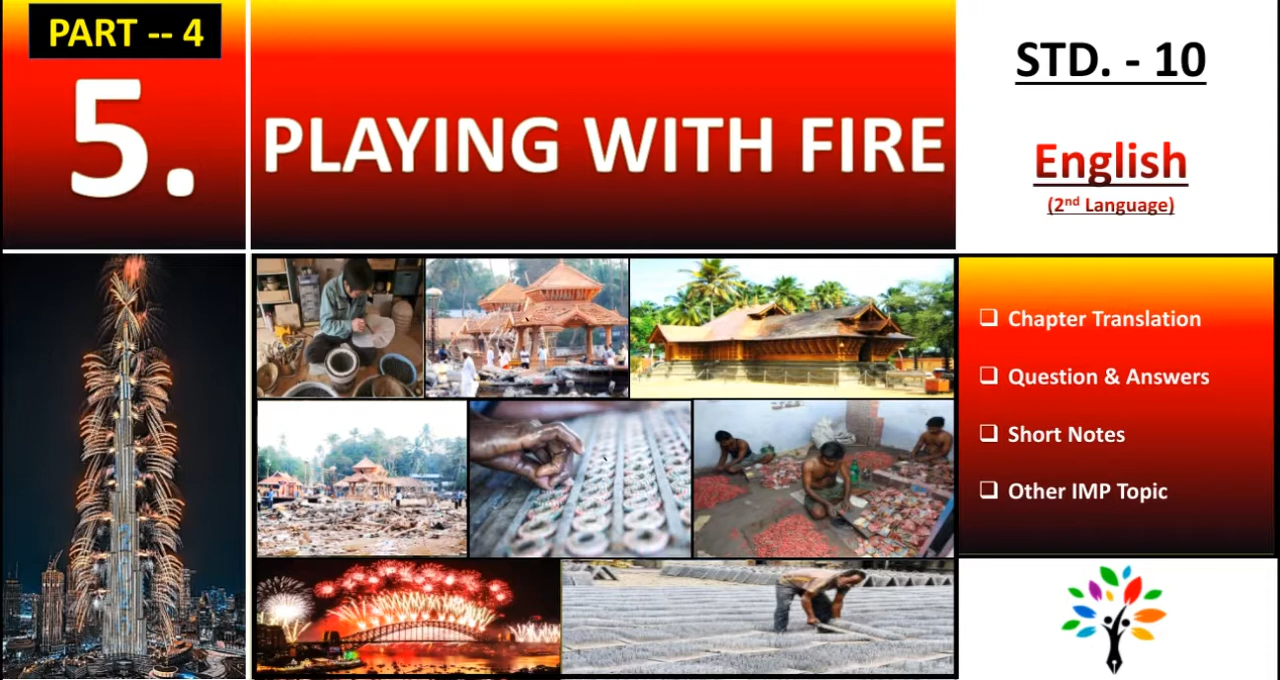 PART -- 4
5.
PLAYING WITH FIRE
STD. - 10
English
(2nd Language)
❑ Chapter Translation
❑ Question & Answers
❑ Short Notes
❑ Other IMP Topic